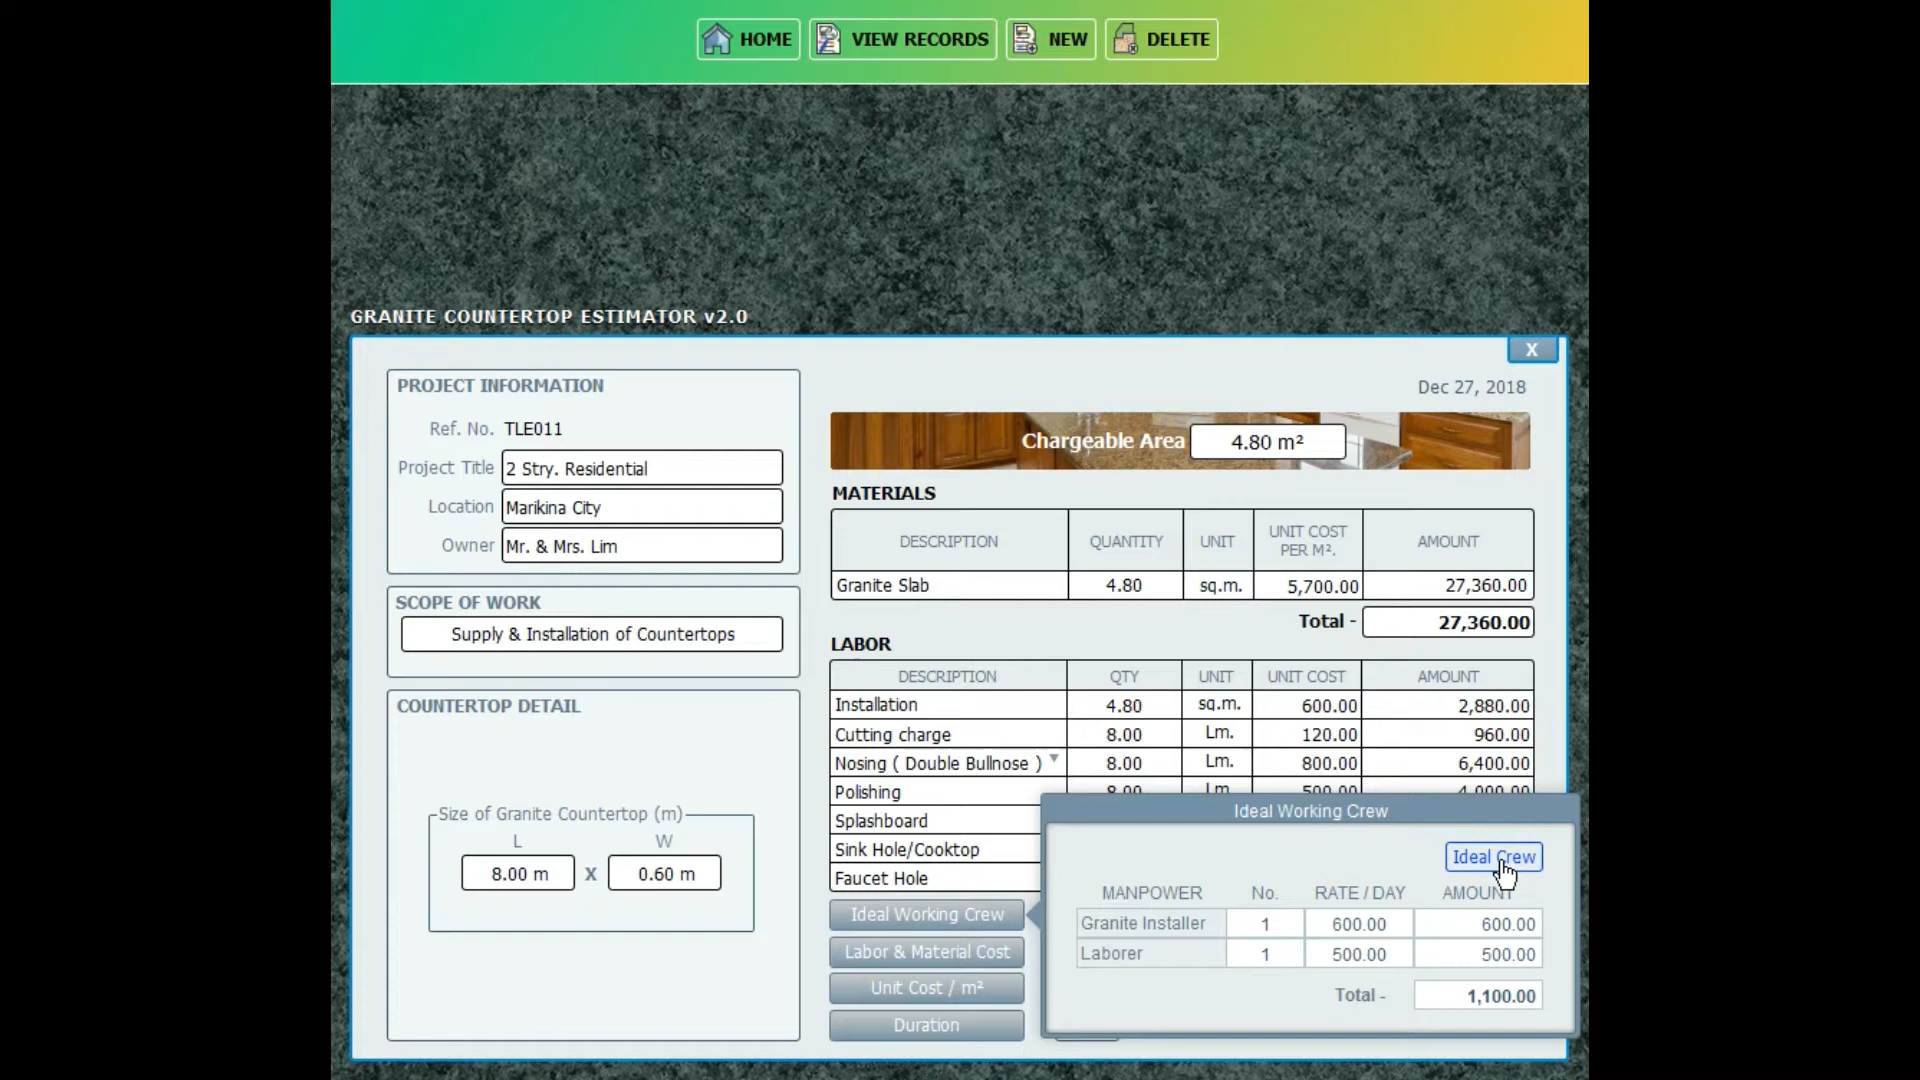 HOME VIEW RECORDS NEW DELETE
GRANITE COUNTERTOP ESTIMATOR v2.0
X
PROJECT INFORMATION
Ref. No. TLE011
Project Title 2 Stry. Residential
Location Marikina City
Owner Mr. & Mrs. Lim
SCOPE OF WORK
Supply & Installation of Countertops
COUNTERTOP DETAIL
Size of Granite Countertop (m)
L W
8.00 m X 0.60 m
Dec 27, 2018
Chargeable Area 4.80 m²
MATERIALS
DESCRIPTION QUANTITY UNIT UNIT COST PER M². AMOUNT
Granite Slab 4.80 sq.m. 5,700.00 27,360.00
Total - 27,360.00
LABOR
DESCRIPTION QTY UNIT UNIT COST AMOUNT
Installation 4.80 sq.m. 600.00 2,880.00
Cutting charge 8.00 Lm. 120.00 960.00
Nosing ( Double Bullnose ) 8.00 Lm. 800.00 6,400.00
Polishing 8.00 Lm. 500.00 4,000.00
Splashboard
Sink Hole/Cooktop
Faucet Hole
Ideal Working Crew
Labor & Material Cost
Unit Cost / m²
Duration
Ideal Working Crew
Ideal Crew
MANPOWER No. RATE / DAY AMOUNT
Granite Installer 1 600.00 600.00
Laborer 1 500.00 500.00
Total - 1,100.00